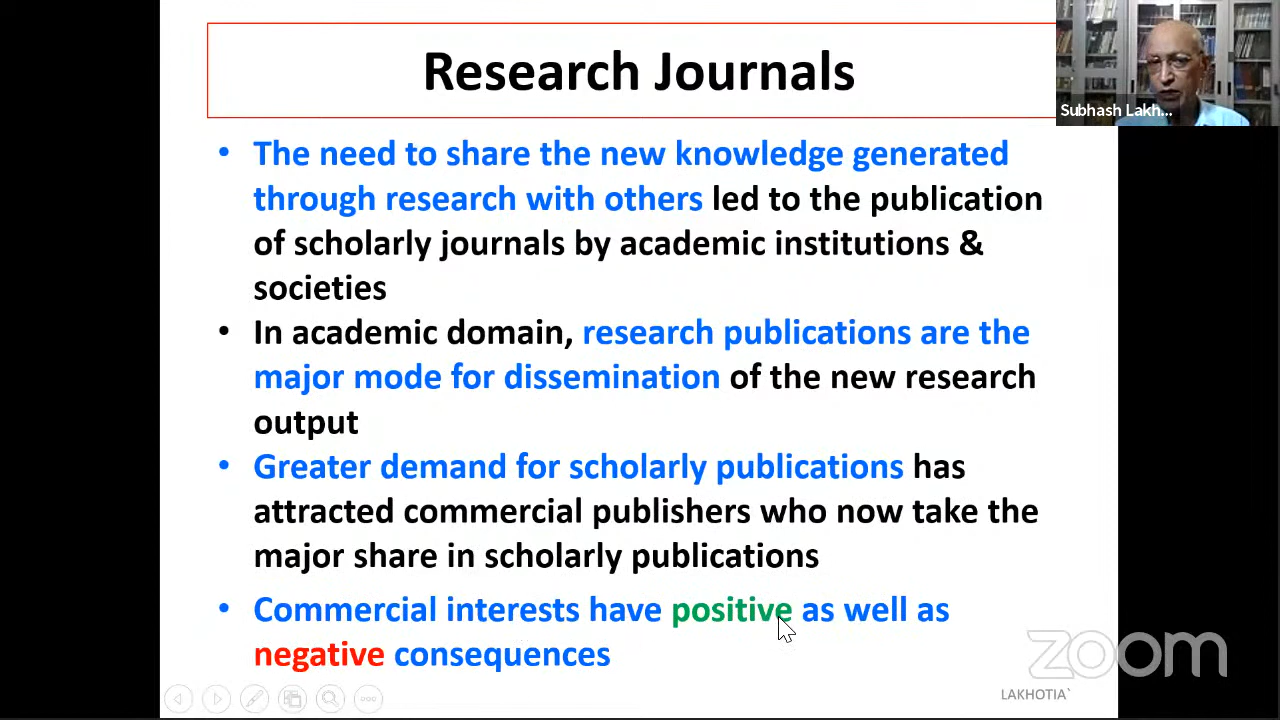 Research Journals
Subhash Lakh...
• The need to share the new knowledge generated
through research with others led to the publication
of scholarly journals by academic institutions &
societies
• In academic domain, research publications are the
major mode for dissemination of the new research
output
• Greater demand for scholarly publications has
attracted commercial publishers who now take the
major share in scholarly publications
• Commercial interests have positive as well as
negative consequences
zoom
LAKHOTIA`